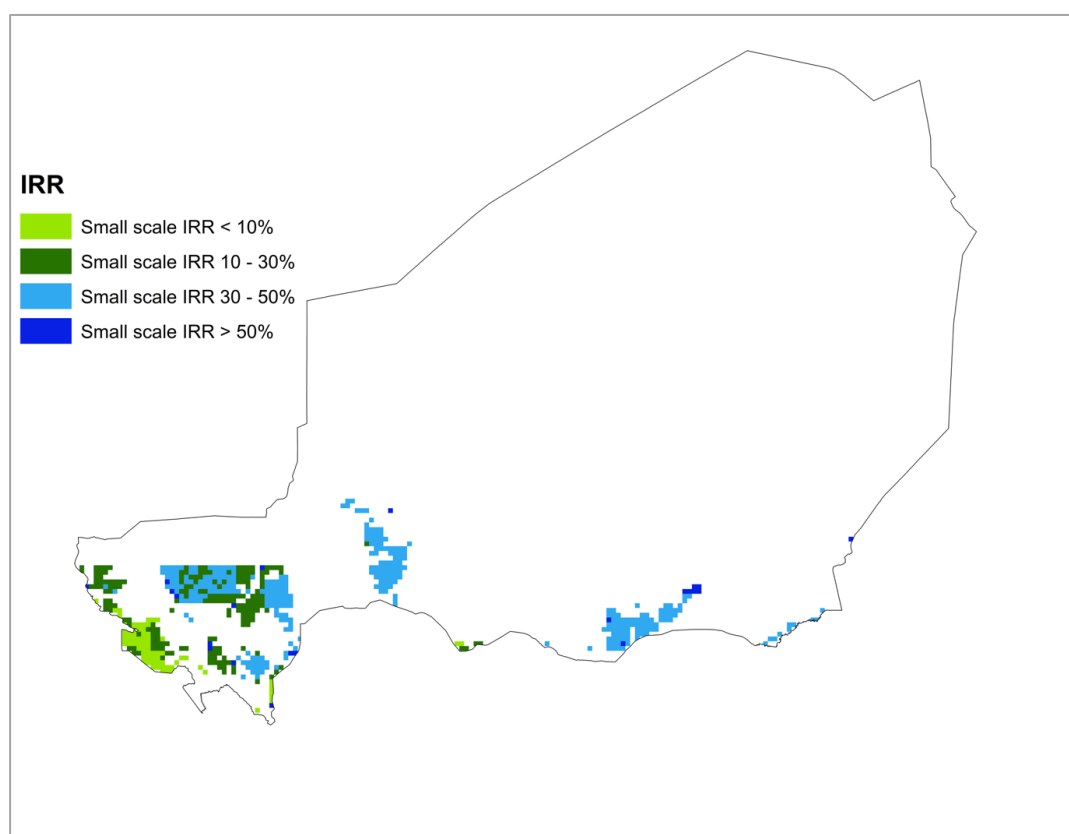 IRR
Small scale IRR < 10%
Small scale IRR 10 - 30%
Small scale IRR 30 - 50%
Small scale IRR > 50%